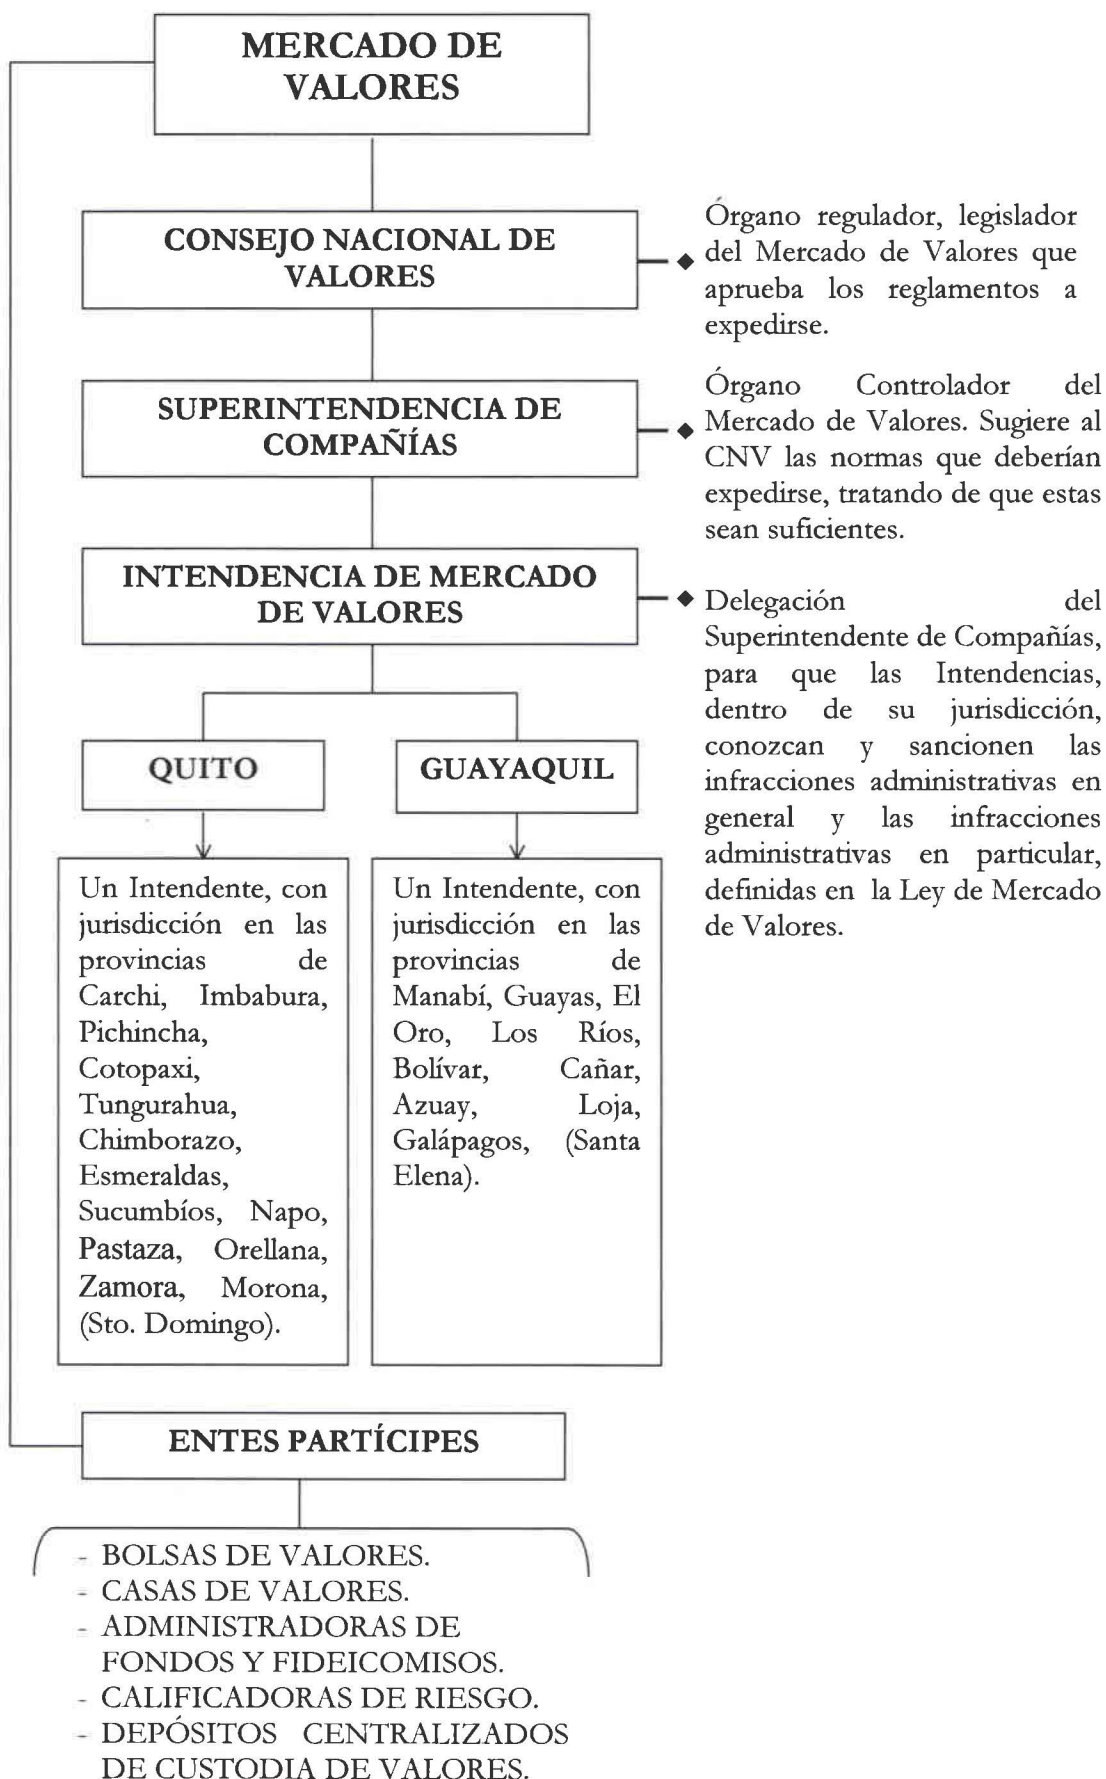 MERCADO DE
VALORES
CONSEJO NACIONAL DE
VALORES
Órgano regulador, legislador
del Mercado de Valores que
aprueba los reglamentos a
expedirse.
SUPERINTENDENCIA DE
COMPAÑÍAS
Órgano Controlador del
Mercado de Valores. Sugiere al
CNV las normas que deberían
expedirse, tratando de que estas
sean suficientes.
INTENDENCIA DE MERCADO
DE VALORES
Delegación del
Superintendente de Compañías,
para que las Intendencias,
dentro de su jurisdicción,
conozcan y sancionen las
infracciones administrativas en
general y las infracciones
administrativas en particular,
definidas en la Ley de Mercado
de Valores.
QUITO
Un Intendente, con
jurisdicción en las
provincias de
Carchi, Imbabura,
Pichincha,
Cotopaxi,
Tungurahua,
Chimborazo,
Esmeraldas,
Sucumbíos, Napo,
Pastaza, Orellana,
Zamora, Morona,
(Sto. Domingo).
GUAYAQUIL
Un Intendente, con
jurisdicción en las
provincias de
Manabí, Guayas, El
Oro, Los Ríos,
Bolívar, Cañar,
Azuay, Loja,
Galápagos, (Santa
Elena).
ENTES PARTÍCIPES
- BOLSAS DE VALORES.
- CASAS DE VALORES.
- ADMINISTRADORAS DE
FONDOS Y FIDEICOMISOS.
- CALIFICADORAS DE RIESGO.
- DEPÓSITOS CENTRALIZADOS
DE CUSTODIA DE VALORES.